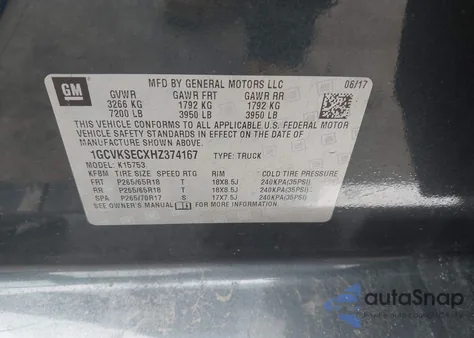 GM
MFD BY GENERAL MOTORS LLC 06/17
GVWR GAWR FRT GAWR RR
3266 KG 1792 KG 1792 KG
7200 LB 3950 LB 3950 LB
THIS VEHICLE CONFORMS TO ALL APPLICABLE U.S. FEDERAL MOTOR
VEHICLE SAFETY STANDARDS IN EFFECT ON THE DATE OF
MANUFACTURE SHOWN ABOVE.
1GCVKSECXHZ374167 TYPE: TRUCK
MODEL: K15753
KFBM TIRE SIZE SPEED RTG RIM COLD TIRE PRESSURE
FRT P265/65R18 T 18X8.5J 240KPA(35PSI)
RR P265/65R18 T 18X8.5J 240KPA(35PSI)
SPA P265/70R17 S 17X7.5J 240KPA(35PSI)
SEE OWNER'S MANUAL FOR MORE INFORMATION.
autoSnap
www.autosnap.com